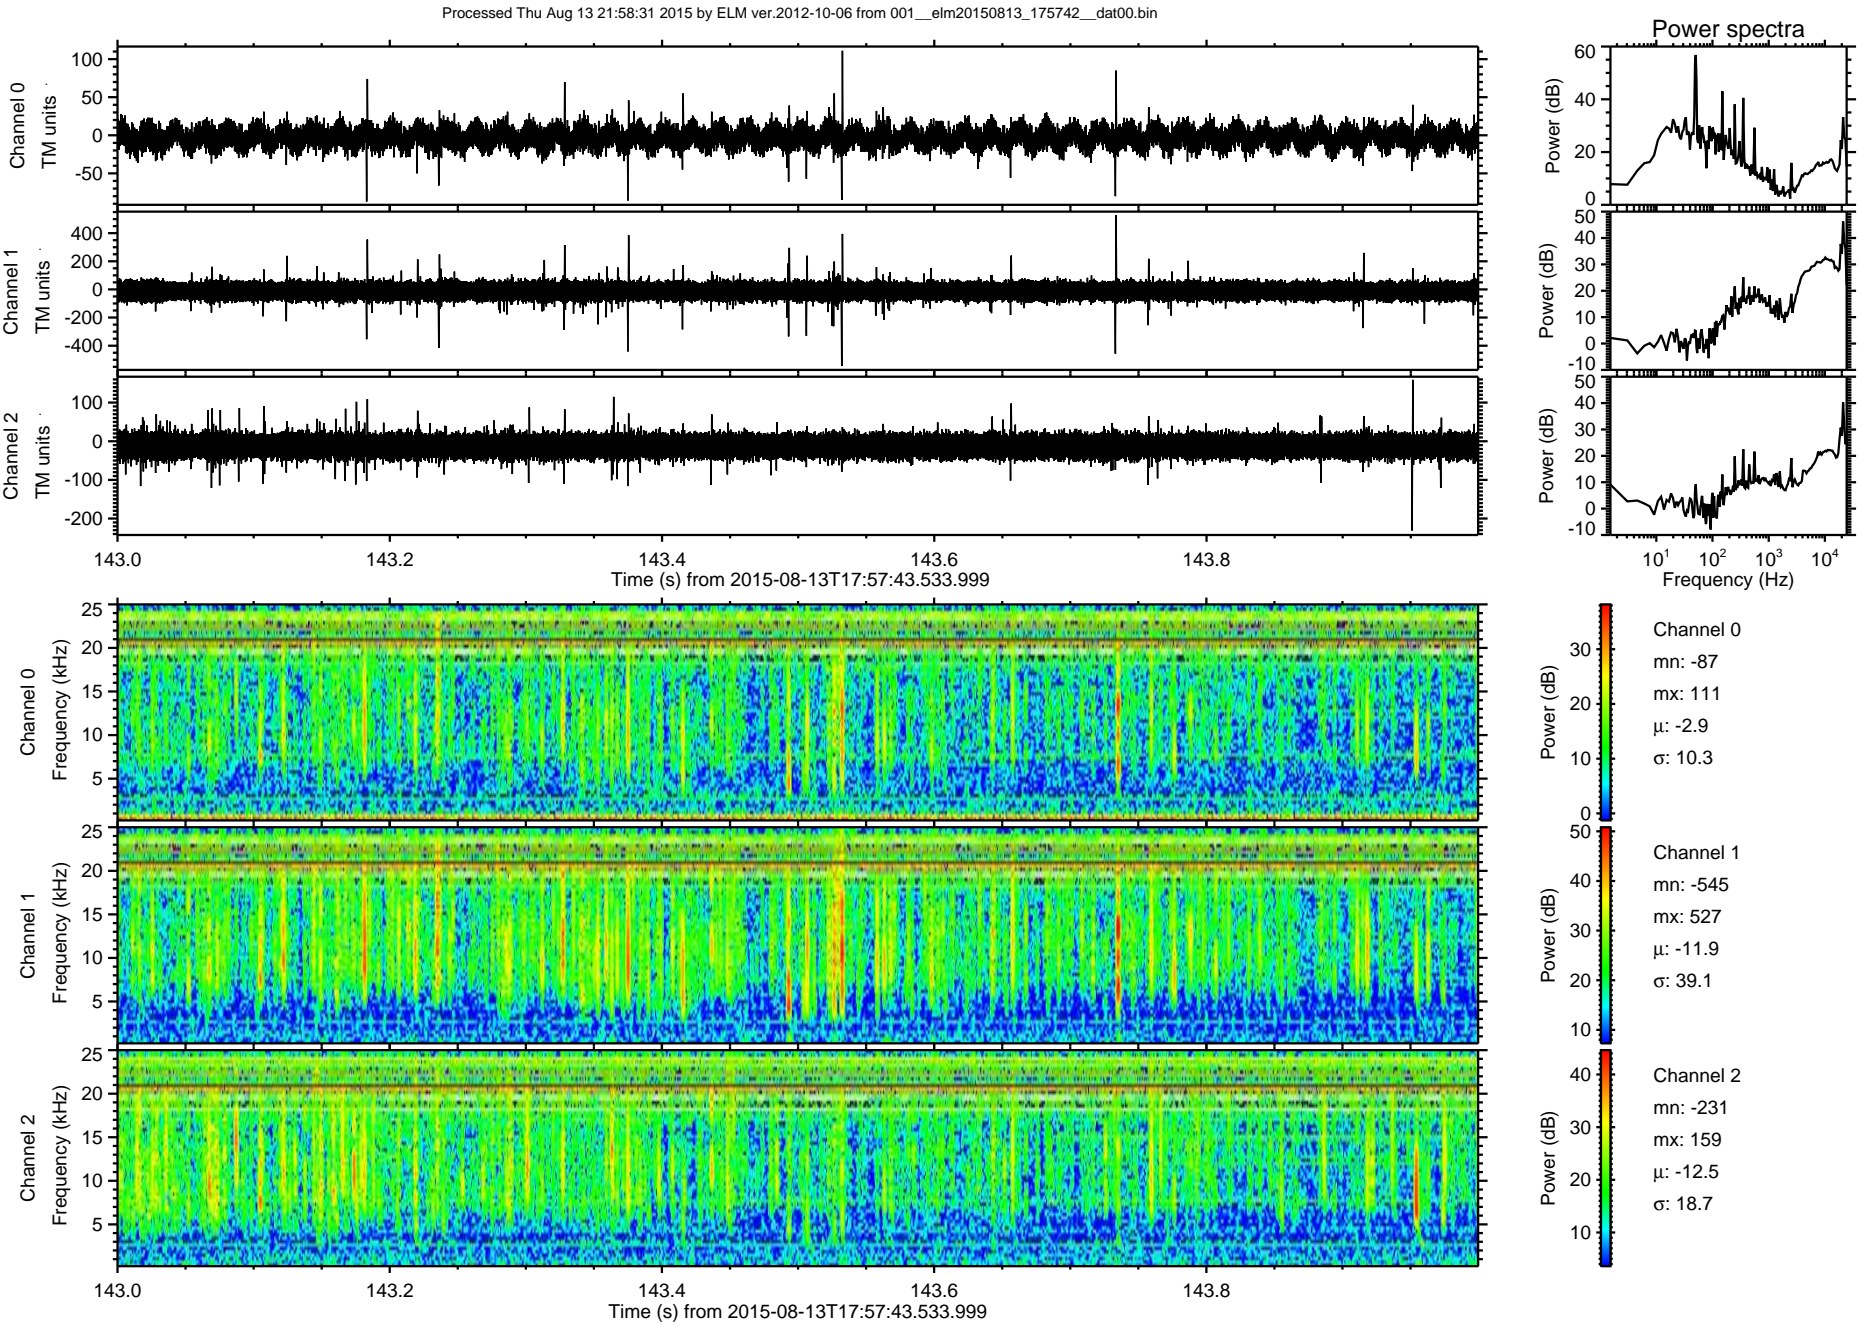 Processed Thu Aug 13 21:58:31 2015 by ELM ver.2012-10-06 from 001__elm20150813_175742__dat00.bin
Power spectra
Channel 0
TM units
100
50
0
-50
Power (dB)
60
40
20
0
Channel 1
TM units
400
200
0
-200
-400
Power (dB)
50
40
30
20
10
0
-10
Channel 2
TM units
100
0
-100
-200
Power (dB)
50
40
30
20
10
0
-10
143.0 143.2 143.4 143.6 143.8
Time (s) from 2015-08-13T17:57:43.533.999
10^1 10^2 10^3 10^4
Frequency (Hz)
Channel 0
Frequency (kHz)
25
20
15
10
5
Power (dB)
30
20
10
0
Channel 0
mn: -87
mx: 111
μ: -2.9
σ: 10.3
Channel 1
Frequency (kHz)
25
20
15
10
5
Power (dB)
50
40
30
20
10
Channel 1
mn: -545
mx: 527
μ: -11.9
σ: 39.1
Channel 2
Frequency (kHz)
25
20
15
10
5
Power (dB)
40
30
20
10
Channel 2
mn: -231
mx: 159
μ: -12.5
σ: 18.7
143.0 143.2 143.4 143.6 143.8
Time (s) from 2015-08-13T17:57:43.533.999